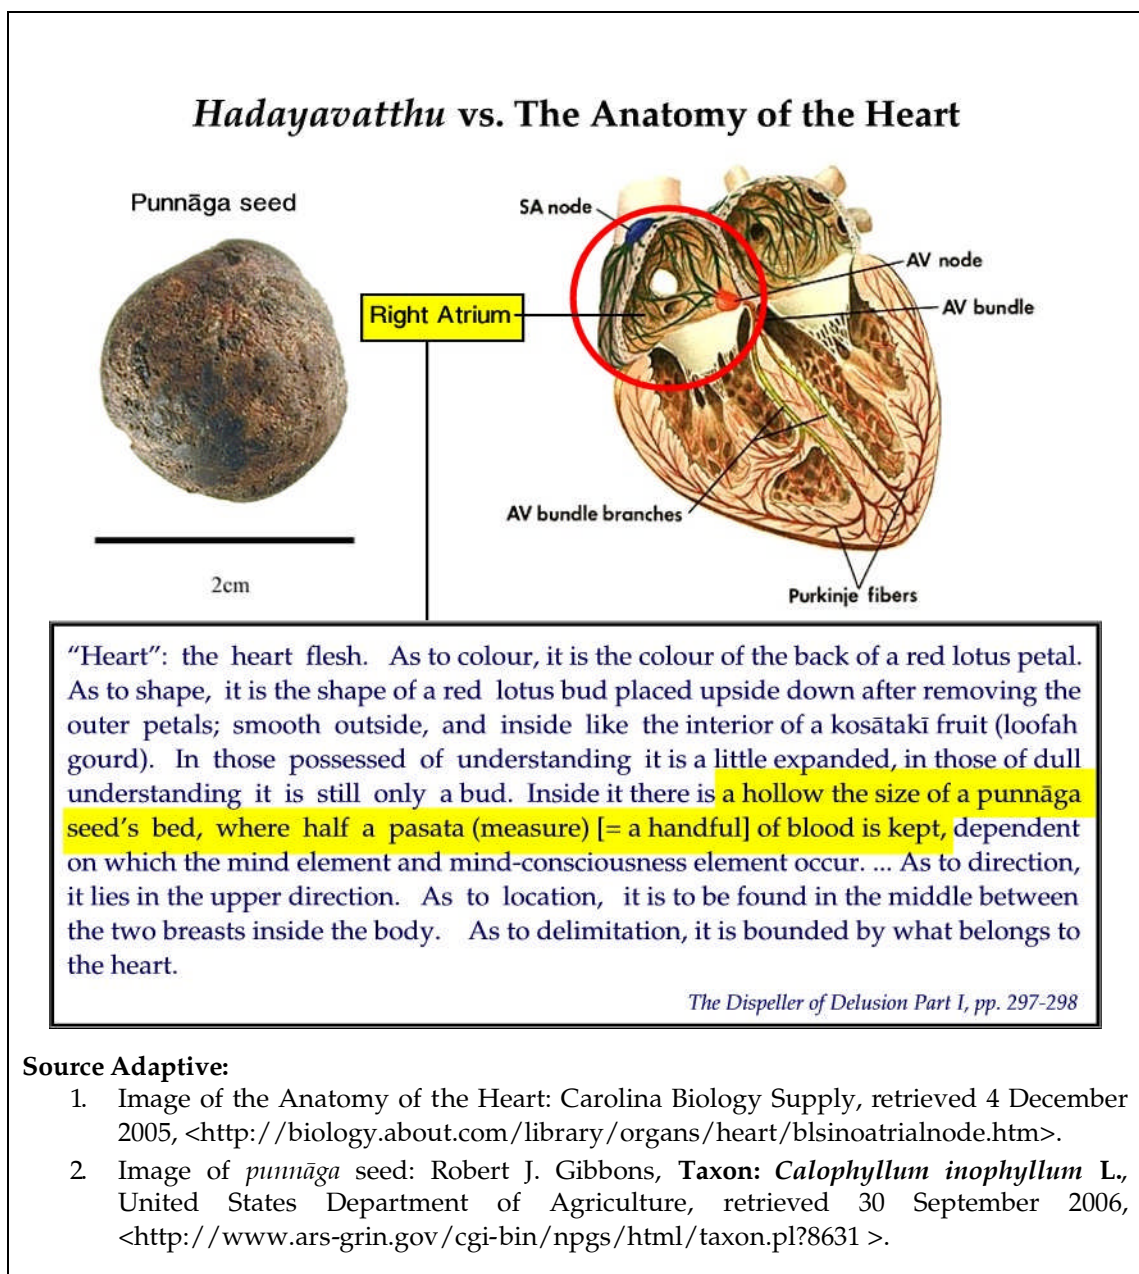 Hadayavatthu vs. The Anatomy of the Heart
Punnāga seed
SA node
Right Atrium
AV node
AV bundle
AV bundle branches
Purkinje fibers
2cm
“Heart”: the heart flesh. As to colour, it is the colour of the back of a red lotus petal.
As to shape, it is the shape of a red lotus bud placed upside down after removing the
outer petals; smooth outside, and inside like the interior of a kosātakī fruit (loofah
gourd). In those possessed of understanding it is a little expanded, in those of dull
understanding it is still only a bud. Inside it there is a hollow the size of a punnāga
seed’s bed, where half a pasata (measure) [= a handful] of blood is kept, dependent
on which the mind element and mind-consciousness element occur. ... As to direction,
it lies in the upper direction. As to location, it is to be found in the middle between
the two breasts inside the body. As to delimitation, it is bounded by what belongs to
the heart.
The Dispeller of Delusion Part I, pp. 297-298
Source Adaptive:
1. Image of the Anatomy of the Heart: Carolina Biology Supply, retrieved 4 December
2005, <http://biology.about.com/library/organs/heart/blsinoatrialnode.htm>.
2. Image of punnāga seed: Robert J. Gibbons, Taxon: Calophyllum inophyllum L.,
United States Department of Agriculture, retrieved 30 September 2006,
<http://www.ars-grin.gov/cgi-bin/npgs/html/taxon.pl?8631 >.